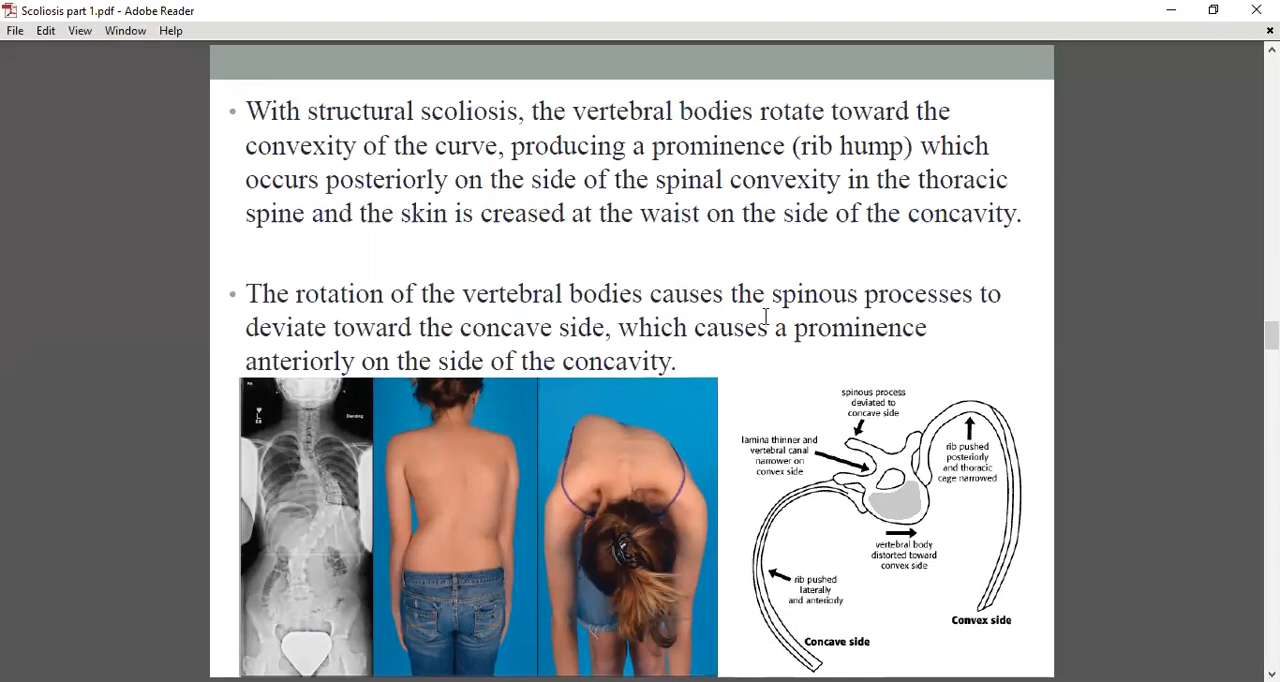 Scoliosis part 1.pdf - Adobe Reader
File Edit View Window Help
• With structural scoliosis, the vertebral bodies rotate toward the
convexity of the curve, producing a prominence (rib hump) which
occurs posteriorly on the side of the spinal convexity in the thoracic
spine and the skin is creased at the waist on the side of the concavity.
• The rotation of the vertebral bodies causes the spinous processes to
deviate toward the concave side, which causes a prominence
anteriorly on the side of the concavity.
Standing
spinous process
deviated to
concave side
lamina thinner and
vertebral canal
narrower on
convex side
rib pushed
posteriorly
and thoracic
cage narrowed
vertebral body
distorted toward
convex side
rib pushed
laterally
and anteriorly
Convex side
Concave side